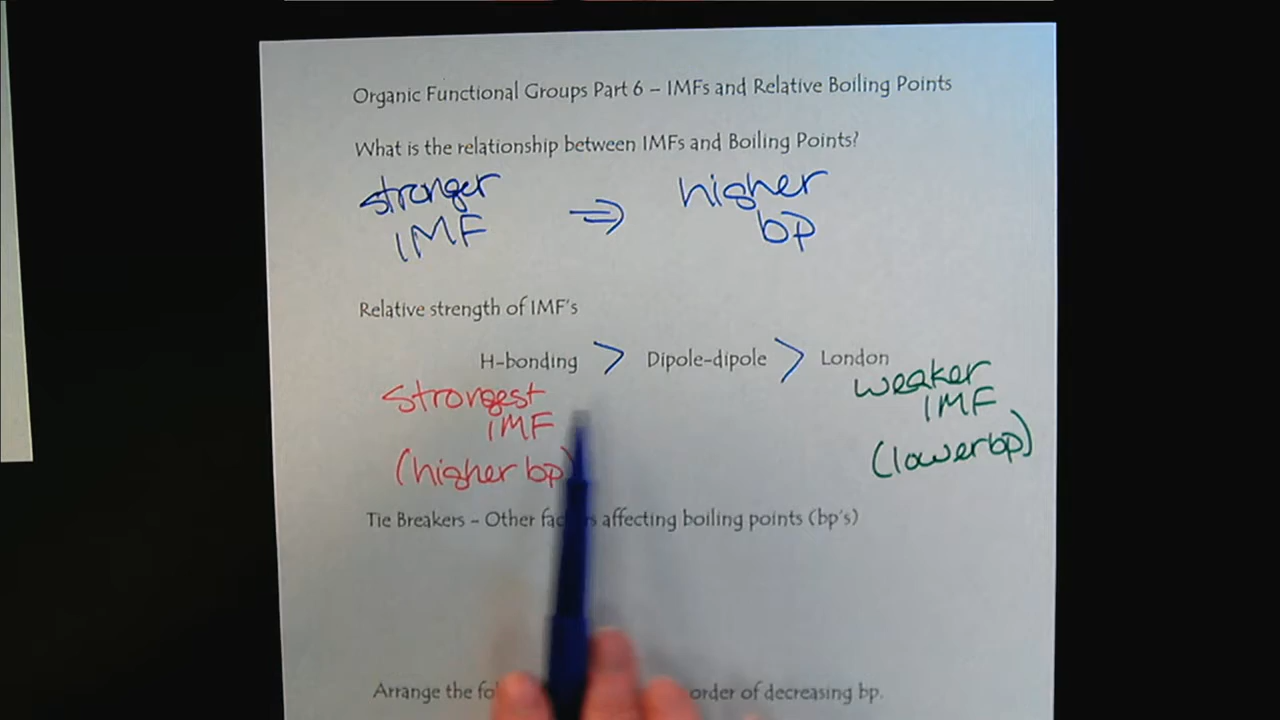 Organic Functional Groups Part 6 – IMFs and Relative Boiling Points
What is the relationship between IMFs and Boiling Points?
stronger ⇒ higher
IMF bp
Relative strength of IMF's
H-bonding > Dipole-dipole > London
strongest weaker
IMF IMF
(higher bp) (lower bp)
Tie Breakers – Other affecting boiling points (bp's)
Arrange the order of decreasing bp.